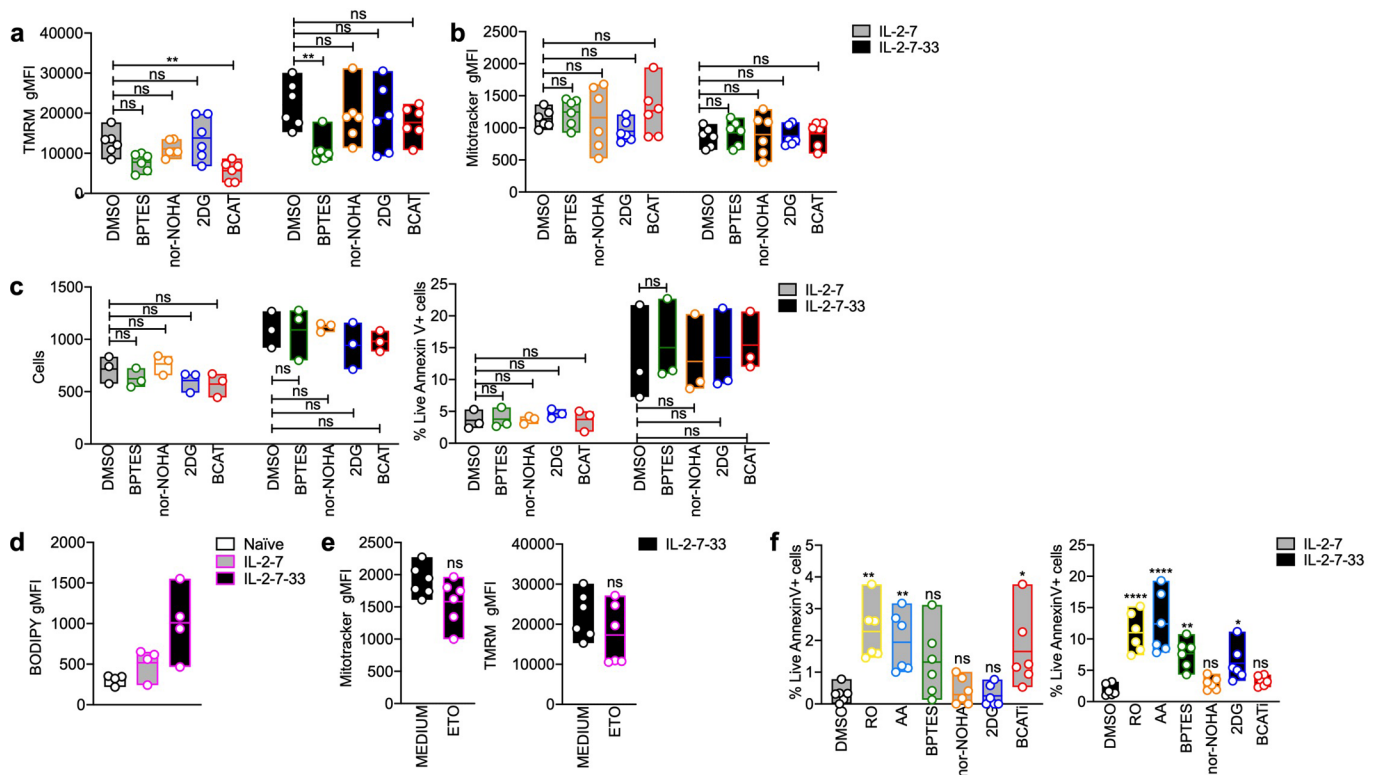 a
TMRM gMFI
40000
30000
20000
10000
0
ns
ns
ns
**
**
ns
ns
ns
DMSO
BPTES
nor-NOHA
2DG
BCAT
DMSO
BPTES
nor-NOHA
2DG
BCAT
b
Mitotracker gMFI
2500
2000
1500
1000
500
0
ns
ns
ns
ns
ns
ns
ns
ns
DMSO
BPTES
nor-NOHA
2DG
BCAT
DMSO
BPTES
nor-NOHA
2DG
BCAT
IL-2-7
IL-2-7-33
c
Cells
1500
1000
500
0
ns
ns
ns
ns
ns
ns
ns
ns
DMSO
BPTES
nor-NOHA
2DG
BCAT
DMSO
BPTES
nor-NOHA
2DG
BCAT
% Live Annexin V+ cells
25
20
15
10
5
0
ns
ns
ns
ns
ns
ns
ns
ns
DMSO
BPTES
nor-NOHA
2DG
BCAT
DMSO
BPTES
nor-NOHA
2DG
BCAT
IL-2-7
IL-2-7-33
d
BODIPY gMFI
2000
1500
1000
500
0
Naïve
IL-2-7
IL-2-7-33
e
Mitotracker gMFI
2500
2000
1500
1000
500
0
ns
MEDIUM
ETO
TMRM gMFI
40000
30000
20000
10000
0
ns
MEDIUM
ETO
IL-2-7-33
f
% Live AnnexinV+ cells
5
4
3
2
1
0
**
**
ns
ns
ns
*
DMSO
RO
AA
BPTES
nor-NOHA
2DG
BCATi
% Live AnnexinV+ cells
25
20
15
10
5
0
****
****
**
ns
*
ns
DMSO
RO
AA
BPTES
nor-NOHA
2DG
BCATi
IL-2-7
IL-2-7-33